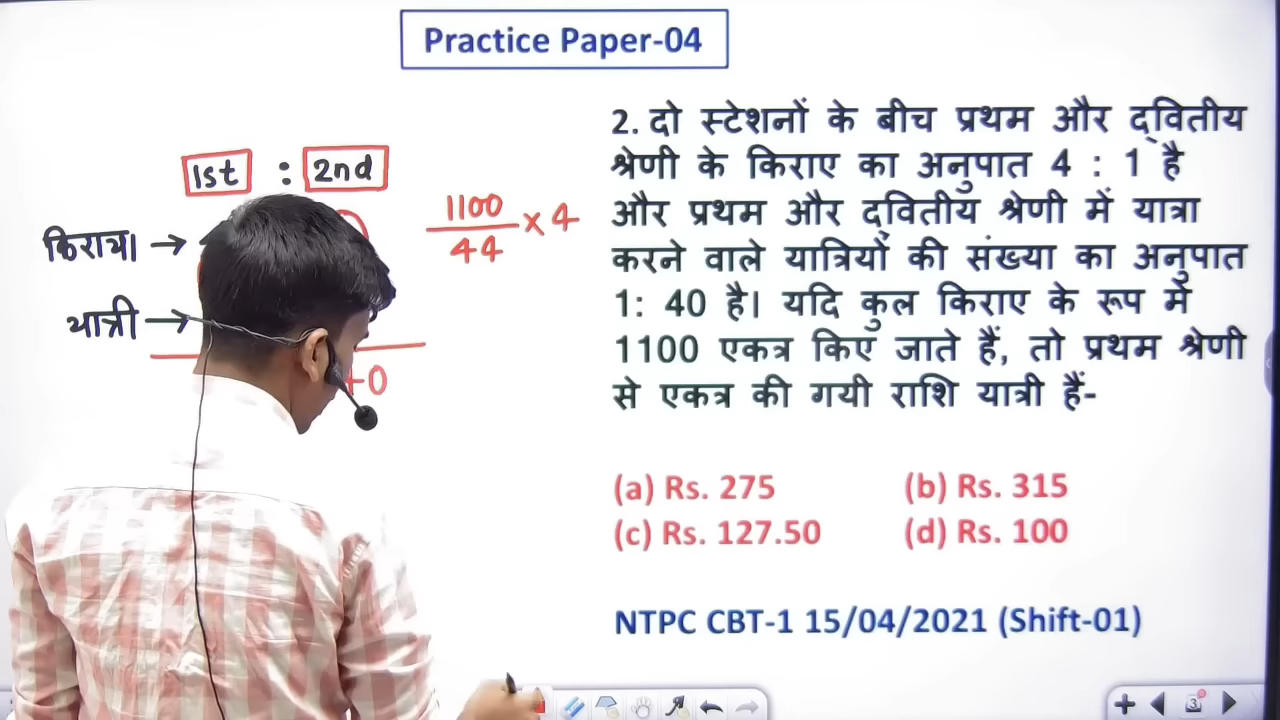 Practice Paper-04
1st : 2nd
किराया →
यात्री →
40
1100
44
× 4
2. दो स्टेशनों के बीच प्रथम और द्वितीय
श्रेणी के किराए का अनुपात 4 : 1 है
और प्रथम और द्वितीय श्रेणी में यात्रा
करने वाले यात्रियों की संख्या का अनुपात
1: 40 है। यदि कुल किराए के रूप में
1100 एकत्र किए जाते हैं, तो प्रथम श्रेणी
से एकत्र की गयी राशि यात्री हैं-
(a) Rs. 275 (b) Rs. 315
(c) Rs. 127.50 (d) Rs. 100
NTPC CBT-1 15/04/2021 (Shift-01)
3